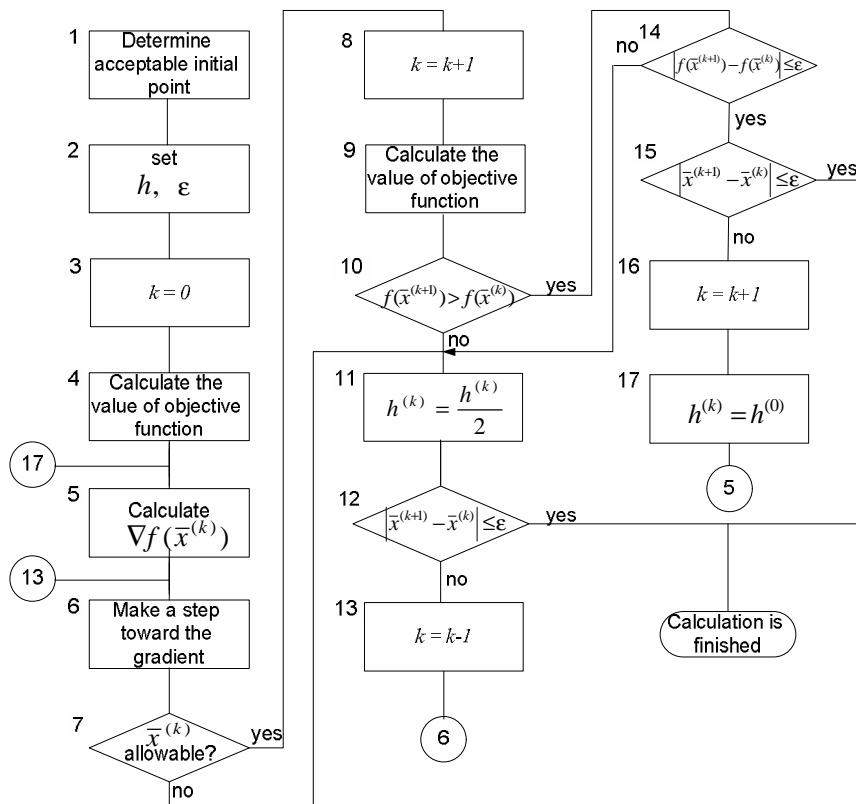 1
Determine
acceptable initial
point
2
set
h, ε
3
k = 0
4
Calculate the
value of objective
function
17
5
Calculate
∇f(x̅^(k))
13
6
Make a step
toward the
gradient
7
x̅^(k)
allowable?
yes
no
8
k = k+1
9
Calculate the
value of objective
function
10
f(x̅^(k+1)) > f(x̅^(k))
yes
no
11
h^(k) = h^(k)/2
12
|x̅^(k+1) − x̅^(k)| ≤ε
yes
no
13
k = k-1
6
14
no
|f(x̅^(k+1)) − f(x̅^(k))| ≤ε
yes
15
|x̅^(k+1) − x̅^(k)| ≤ε
yes
no
16
k = k+1
17
h^(k) = h^(0)
5
Calculation is
finished